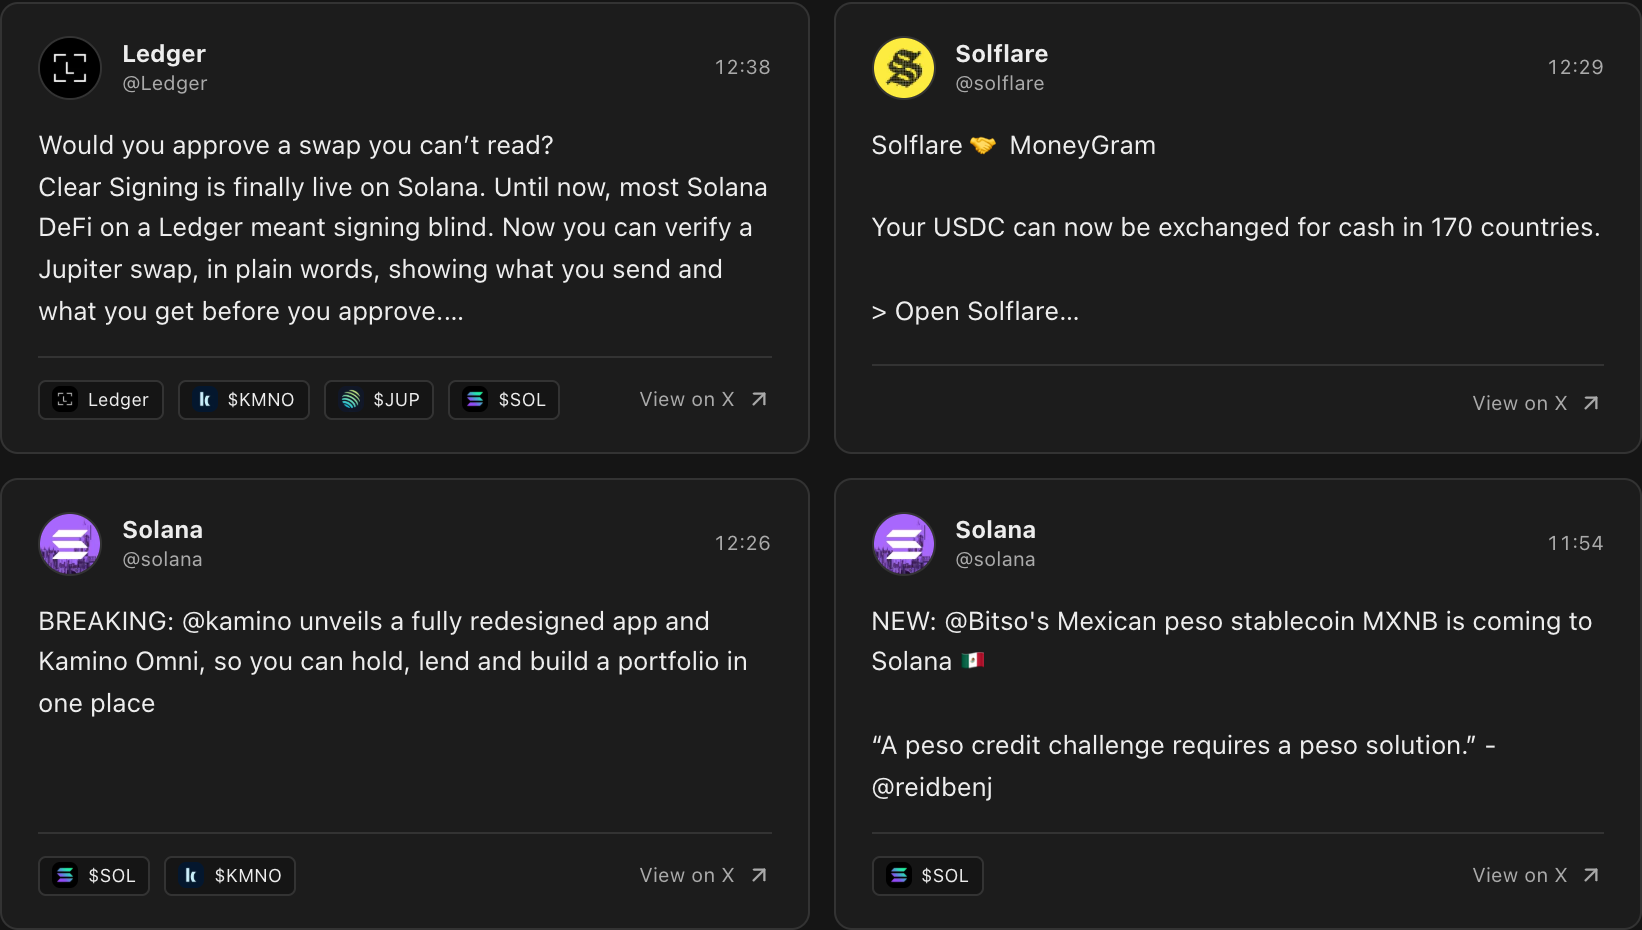 Ledger
@Ledger
12:38
Would you approve a swap you can’t read?
Clear Signing is finally live on Solana. Until now, most Solana
DeFi on a Ledger meant signing blind. Now you can verify a
Jupiter swap, in plain words, showing what you send and
what you get before you approve.…
Ledger
$KMNO
$JUP
$SOL
View on X
Solflare
@solflare
12:29
Solflare 🤝 MoneyGram
Your USDC can now be exchanged for cash in 170 countries.
> Open Solflare…
View on X
Solana
@solana
12:26
BREAKING: @kamino unveils a fully redesigned app and
Kamino Omni, so you can hold, lend and build a portfolio in
one place
$SOL
$KMNO
View on X
Solana
@solana
11:54
NEW: @Bitso's Mexican peso stablecoin MXNB is coming to
Solana 🇲🇽
“A peso credit challenge requires a peso solution.” -
@reidbenj
$SOL
View on X